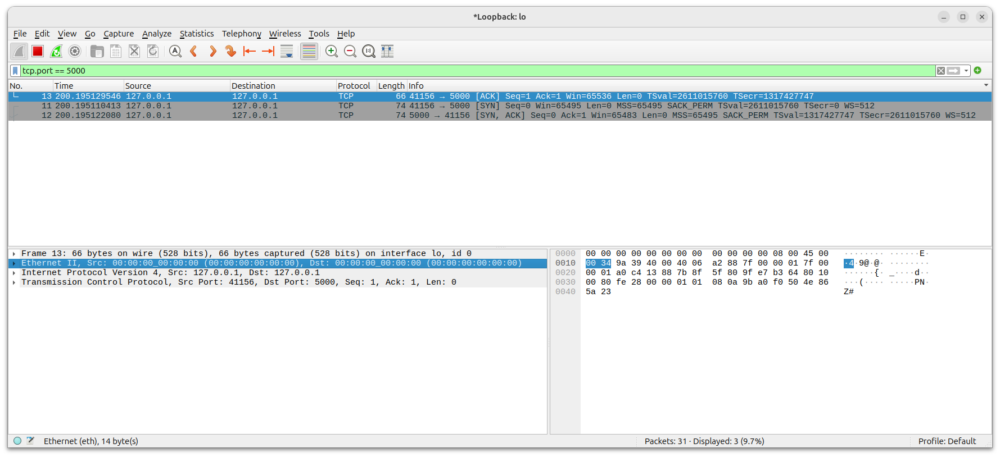 *Loopback: lo
File Edit View Go Capture Analyze Statistics Telephony Wireless Tools Help
tcp.port == 5000
No. Time Source Destination Protocol Length Info
13 200.195129546 127.0.0.1 127.0.0.1 TCP 66 41156 → 5000 [ACK] Seq=1 Ack=1 Win=65536 Len=0 TSval=2611015760 TSecr=1317427747
11 200.195110413 127.0.0.1 127.0.0.1 TCP 74 41156 → 5000 [SYN] Seq=0 Win=65495 Len=0 MSS=65495 SACK_PERM TSval=2611015760 TSecr=0 WS=512
12 200.195122080 127.0.0.1 127.0.0.1 TCP 74 5000 → 41156 [SYN, ACK] Seq=0 Ack=1 Win=65483 Len=0 MSS=65495 SACK_PERM TSval=1317427747 TSecr=2611015760 WS=512
Frame 13: 66 bytes on wire (528 bits), 66 bytes captured (528 bits) on interface lo, id 0
Ethernet II, Src: 00:00:00_00:00:00 (00:00:00:00:00:00), Dst: 00:00:00_00:00:00 (00:00:00:00:00:00)
Internet Protocol Version 4, Src: 127.0.0.1, Dst: 127.0.0.1
Transmission Control Protocol, Src Port: 41156, Dst Port: 5000, Seq: 1, Ack: 1, Len: 0
0000 00 00 00 00 00 00 00 00 00 00 00 00 08 00 45 00 ········ ······E·
0010 00 34 9a 39 40 00 40 06 a2 88 7f 00 00 01 7f 00 ·4·9@·@· ········
0020 00 01 a0 c4 13 88 7b 8f 5f 80 9f e7 b3 64 80 10 ······{· _····d··
0030 00 80 fe 28 00 00 01 01 08 0a 9b a0 f0 50 4e 86 ···(···· ·····PN·
0040 5a 23 Z#
Ethernet (eth), 14 byte(s)
Packets: 31 · Displayed: 3 (9.7%)
Profile: Default